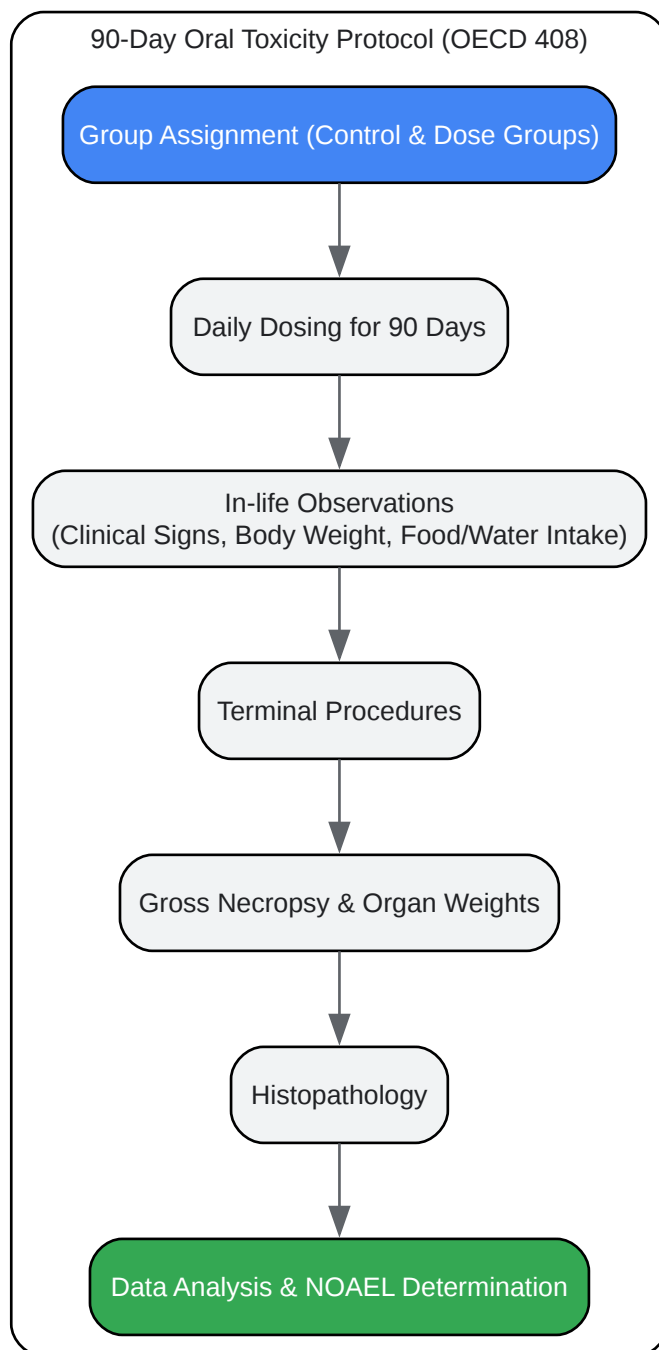 90-Day Oral Toxicity Protocol (OECD 408)
Group Assignment (Control & Dose Groups)
Daily Dosing for 90 Days
In-life Observations
(Clinical Signs, Body Weight, Food/Water Intake)
Terminal Procedures
Gross Necropsy & Organ Weights
Histopathology
Data Analysis & NOAEL Determination